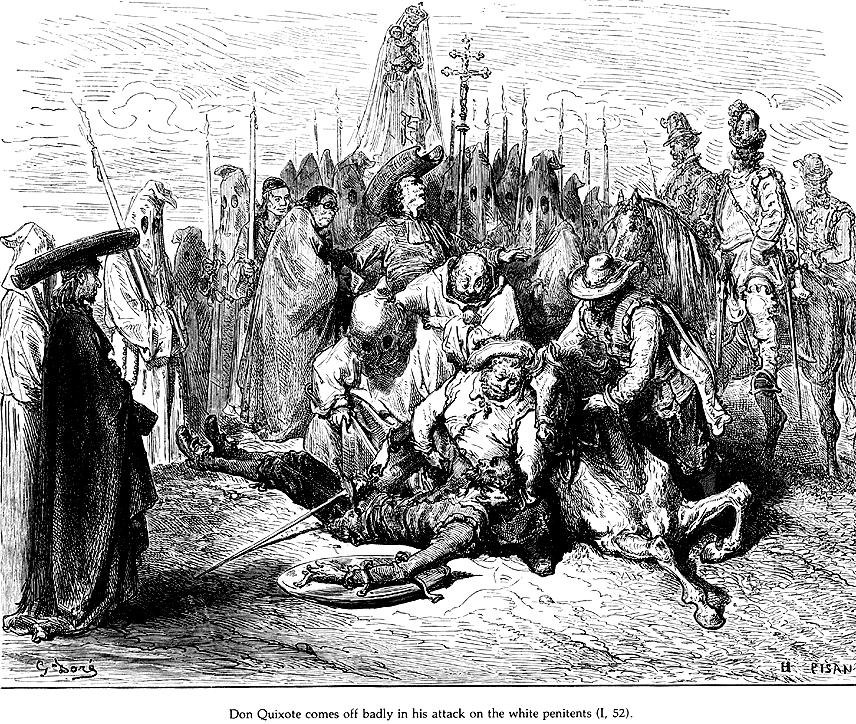 G. Doré
H PISAN
Don Quixote comes off badly in his attack on the white penitents (I, 52).